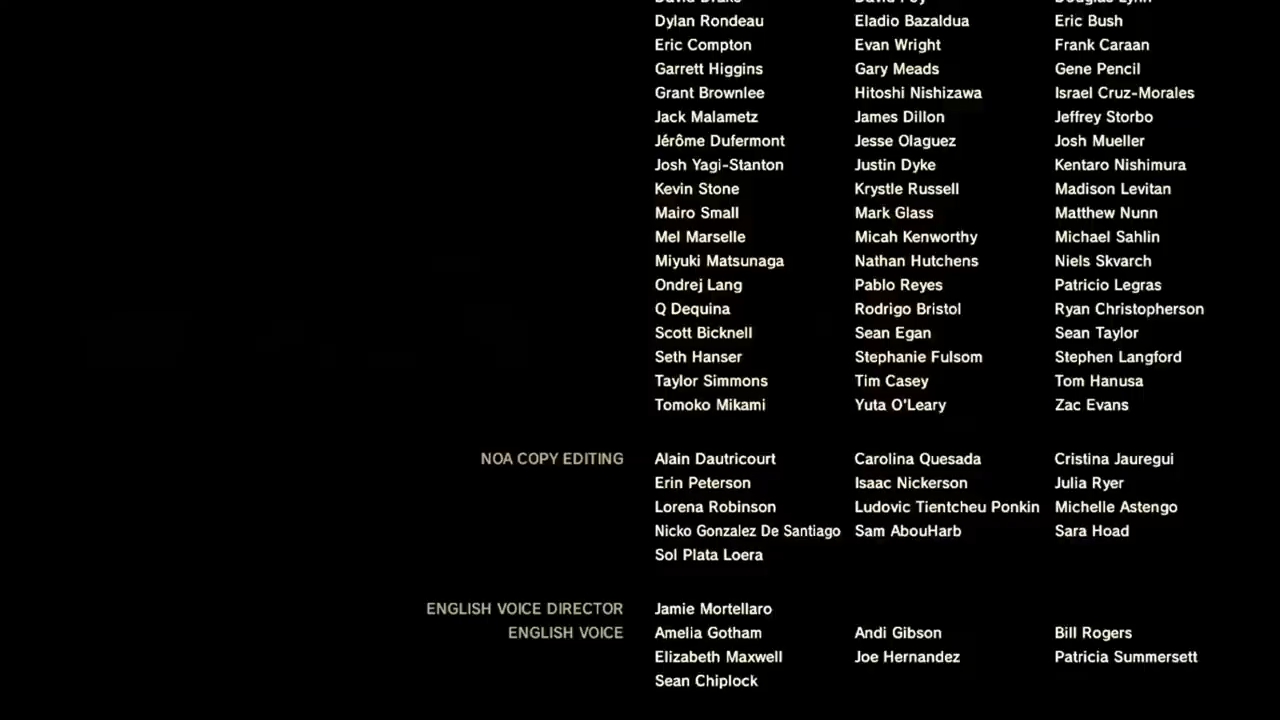 Dylan Rondeau Eladio Bazaldua Eric Bush
Eric Compton Evan Wright Frank Caraan
Garrett Higgins Gary Meads Gene Pencil
Grant Brownlee Hitoshi Nishizawa Israel Cruz-Morales
Jack Malametz James Dillon Jeffrey Storbo
Jérôme Dufermont Jesse Olaguez Josh Mueller
Josh Yagi-Stanton Justin Dyke Kentaro Nishimura
Kevin Stone Krystle Russell Madison Levitan
Mairo Small Mark Glass Matthew Nunn
Mel Marselle Micah Kenworthy Michael Sahlin
Miyuki Matsunaga Nathan Hutchens Niels Skvarch
Ondrej Lang Pablo Reyes Patricio Legras
Q Dequina Rodrigo Bristol Ryan Christopherson
Scott Bicknell Sean Egan Sean Taylor
Seth Hanser Stephanie Fulsom Stephen Langford
Taylor Simmons Tim Casey Tom Hanusa
Tomoko Mikami Yuta O'Leary Zac Evans
NOA COPY EDITING Alain Dautricourt Carolina Quesada Cristina Jauregui
Erin Peterson Isaac Nickerson Julia Ryer
Lorena Robinson Ludovic Tientcheu Ponkin Michelle Astengo
Nicko Gonzalez De Santiago Sam AbouHarb Sara Hoad
Sol Plata Loera
ENGLISH VOICE DIRECTOR Jamie Mortellaro
ENGLISH VOICE Amelia Gotham Andi Gibson Bill Rogers
Elizabeth Maxwell Joe Hernandez Patricia Summersett
Sean Chiplock